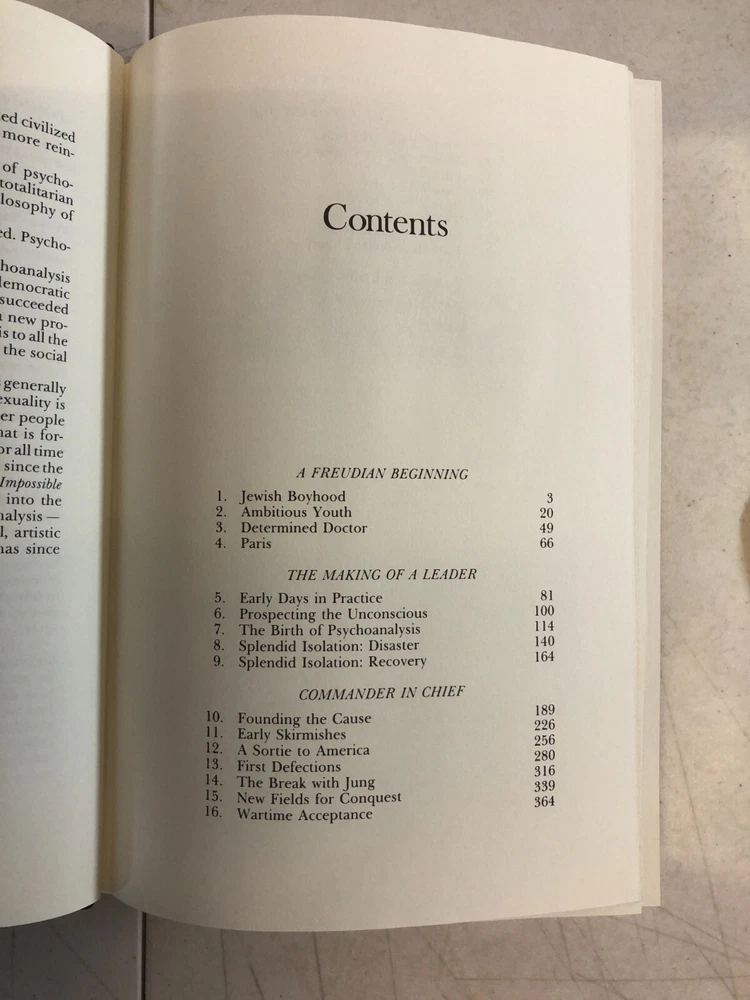 ed civilized
more rein-
of psycho-
totalitarian
losophy of
ed. Psycho-
hoanalysis
lemocratic
succeeded
new pro-
is to all the
the social
generally
exuality is
er people
hat is for-
or all time
since the
Impossible
into the
nalysis —
l, artistic
has since
Contents
A FREUDIAN BEGINNING
1. Jewish Boyhood 3
2. Ambitious Youth 20
3. Determined Doctor 49
4. Paris 66
THE MAKING OF A LEADER
5. Early Days in Practice 81
6. Prospecting the Unconscious 100
7. The Birth of Psychoanalysis 114
8. Splendid Isolation: Disaster 140
9. Splendid Isolation: Recovery 164
COMMANDER IN CHIEF
10. Founding the Cause 189
11. Early Skirmishes 226
12. A Sortie to America 256
13. First Defections 280
14. The Break with Jung 316
15. New Fields for Conquest 339
16. Wartime Acceptance 364